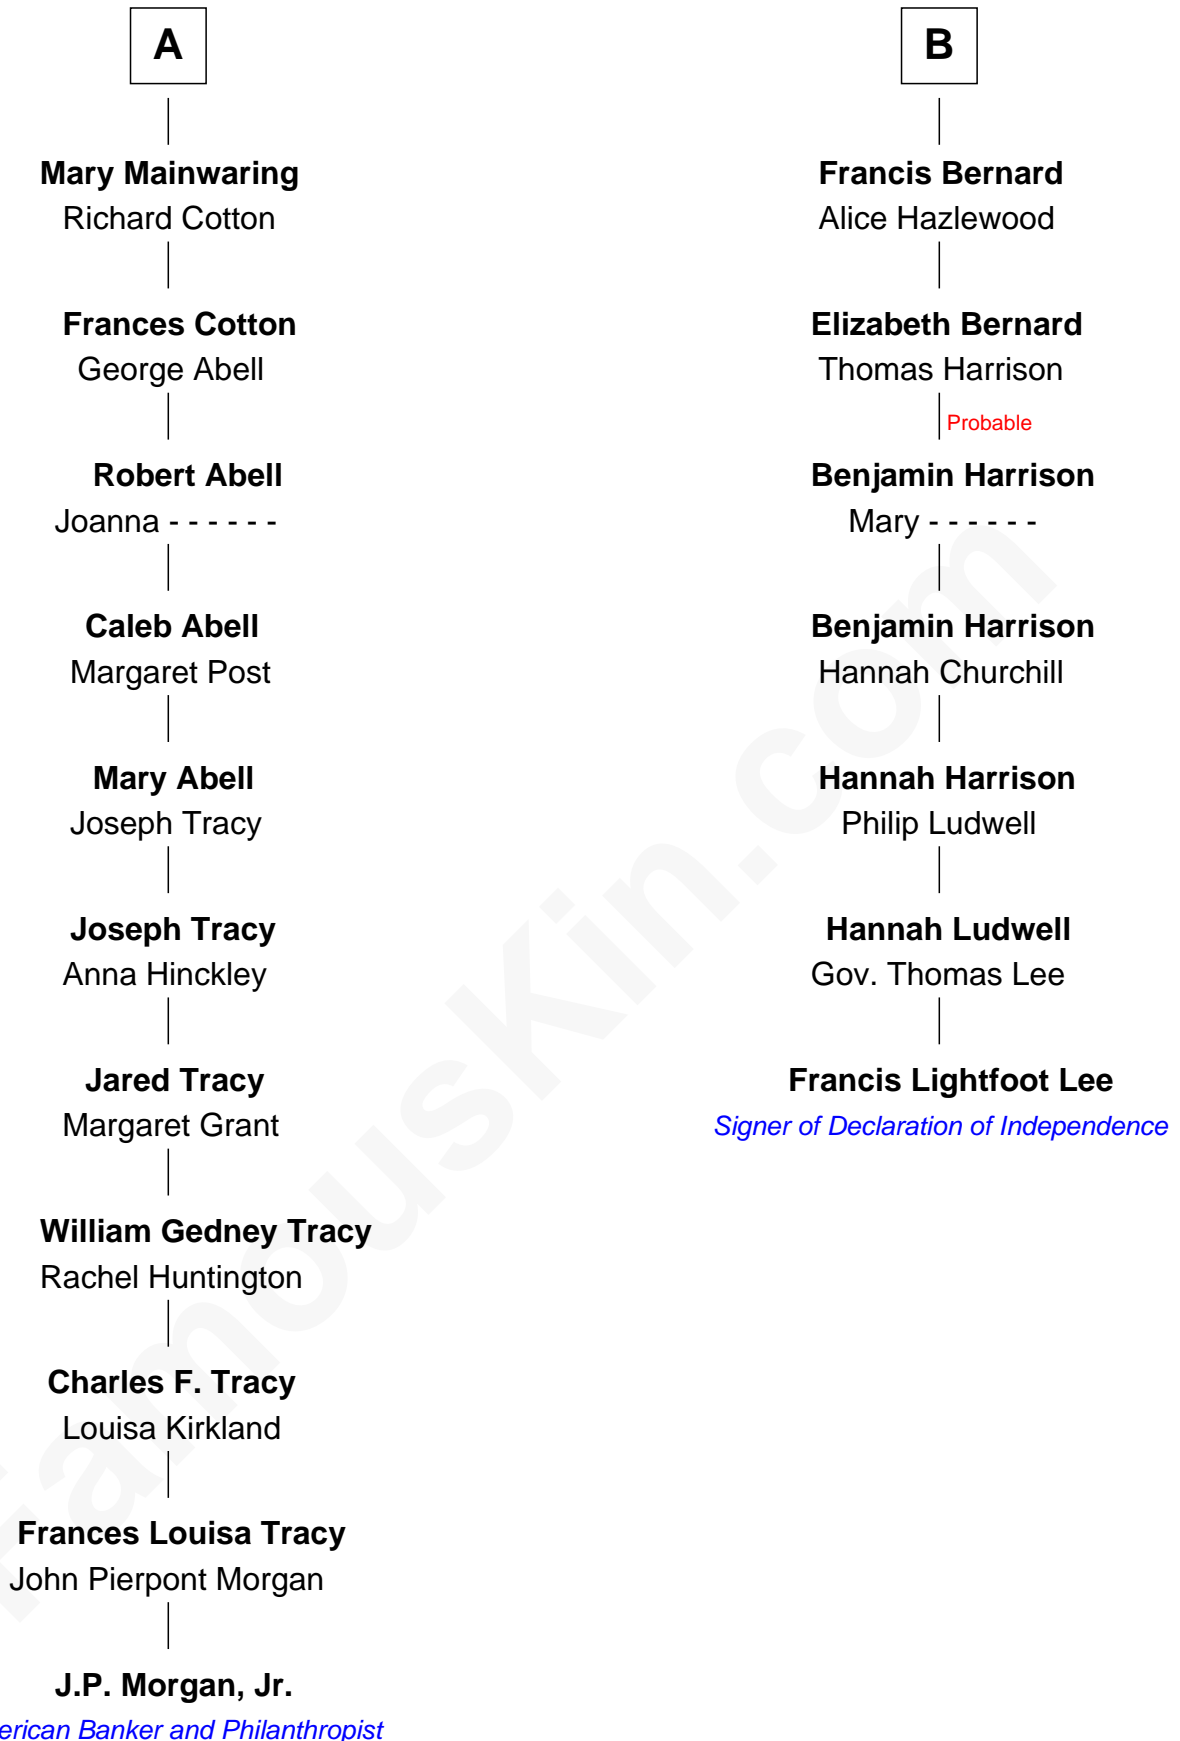 A
Mary Mainwaring
Richard Cotton
Frances Cotton
George Abell
Robert Abell
Joanna - - - - - -
Caleb Abell
Margaret Post
Mary Abell
Joseph Tracy
Joseph Tracy
Anna Hinckley
Jared Tracy
Margaret Grant
William Gedney Tracy
Rachel Huntington
Charles F. Tracy
Louisa Kirkland
Frances Louisa Tracy
John Pierpont Morgan
J.P. Morgan, Jr.
erican Banker and Philanthropist
B
Francis Bernard
Alice Hazlewood
Elizabeth Bernard
Thomas Harrison
Probable
Benjamin Harrison
Mary - - - - - -
Benjamin Harrison
Hannah Churchill
Hannah Harrison
Philip Ludwell
Hannah Ludwell
Gov. Thomas Lee
Francis Lightfoot Lee
Signer of Declaration of Independence
FamousKin.com